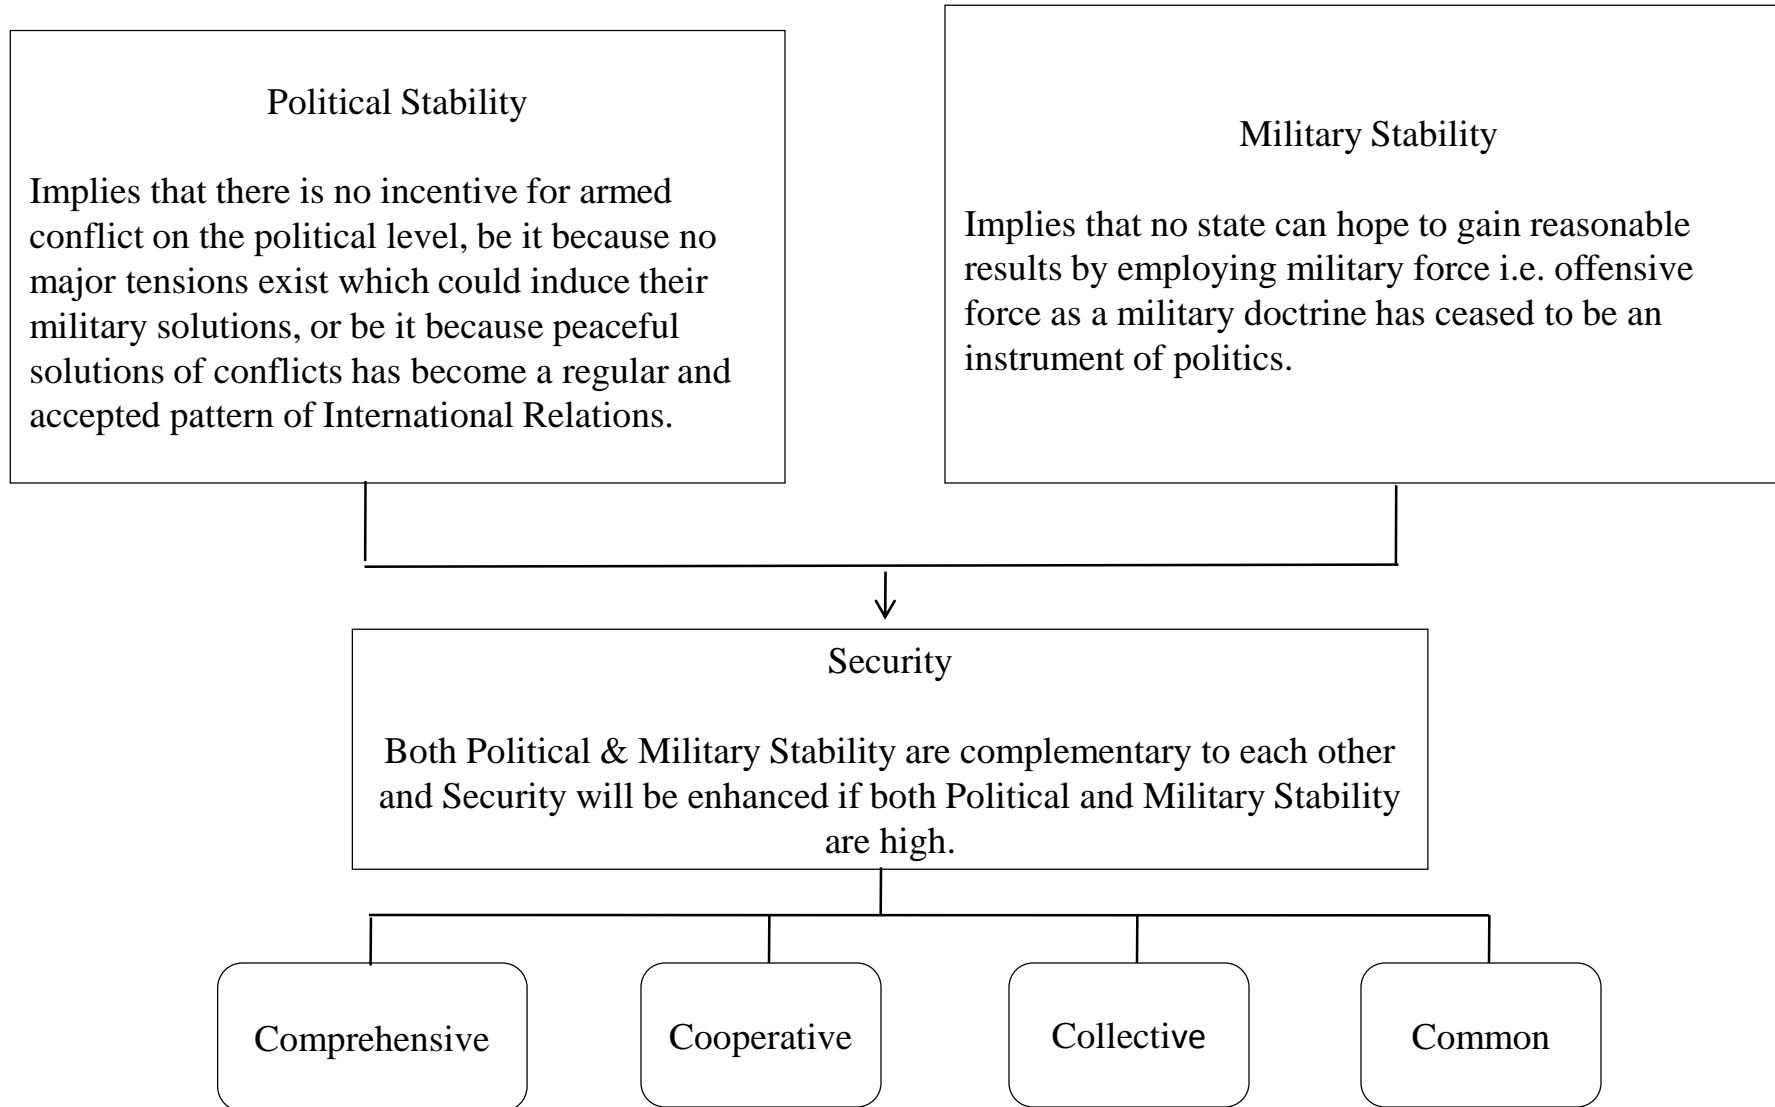 Political Stability
Implies that there is no incentive for armed
conflict on the political level, be it because no
major tensions exist which could induce their
military solutions, or be it because peaceful
solutions of conflicts has become a regular and
accepted pattern of International Relations.
Military Stability
Implies that no state can hope to gain reasonable
results by employing military force i.e. offensive
force as a military doctrine has ceased to be an
instrument of politics.
Security
Both Political & Military Stability are complementary to each other
and Security will be enhanced if both Political and Military Stability
are high.
Comprehensive
Cooperative
Collective
Common